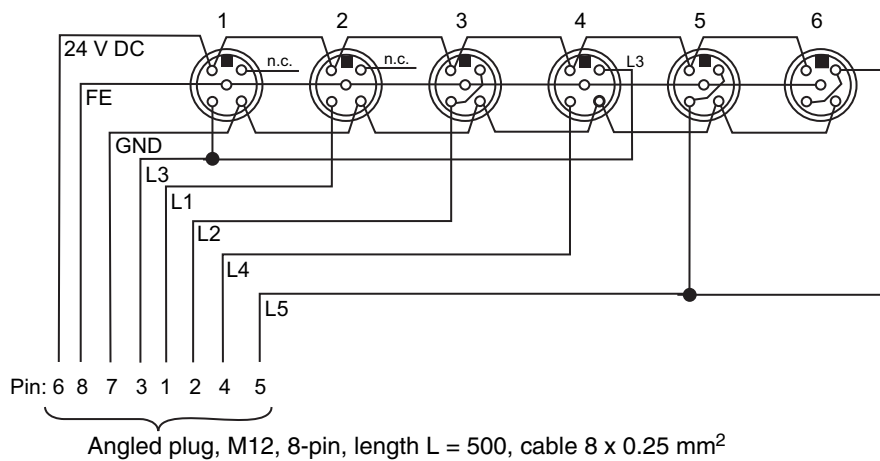 1 2 3 4 5 6
24 V DC
n.c. n.c. L3
FE
GND
L3
L1
L2
L4
L5
Pin: 6 8 7 3 1 2 4 5
Angled plug, M12, 8-pin, length L = 500, cable 8 x 0.25 mm²